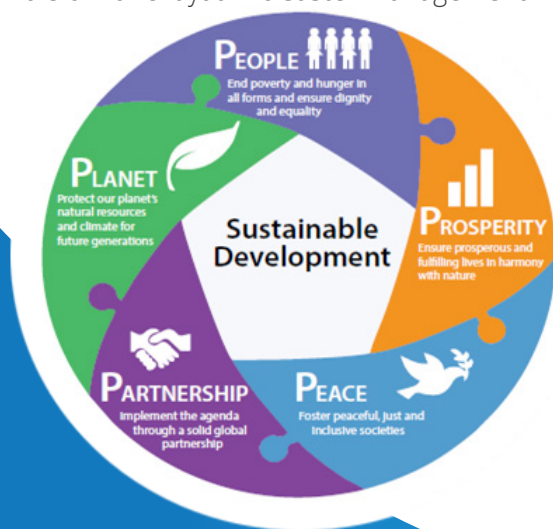 PEOPLE
End poverty and hunger in
all forms and ensure dignity
and equality
PLANET
Protect our planet's
natural resources
and climate for
future generations
PROSPERITY
Ensure prosperous and
fulfilling lives in harmony
with nature
Sustainable
Development
PARTNERSHIP
Implement the agenda
through a solid global
partnership
PEACE
Foster peaceful, just and
inclusive societies